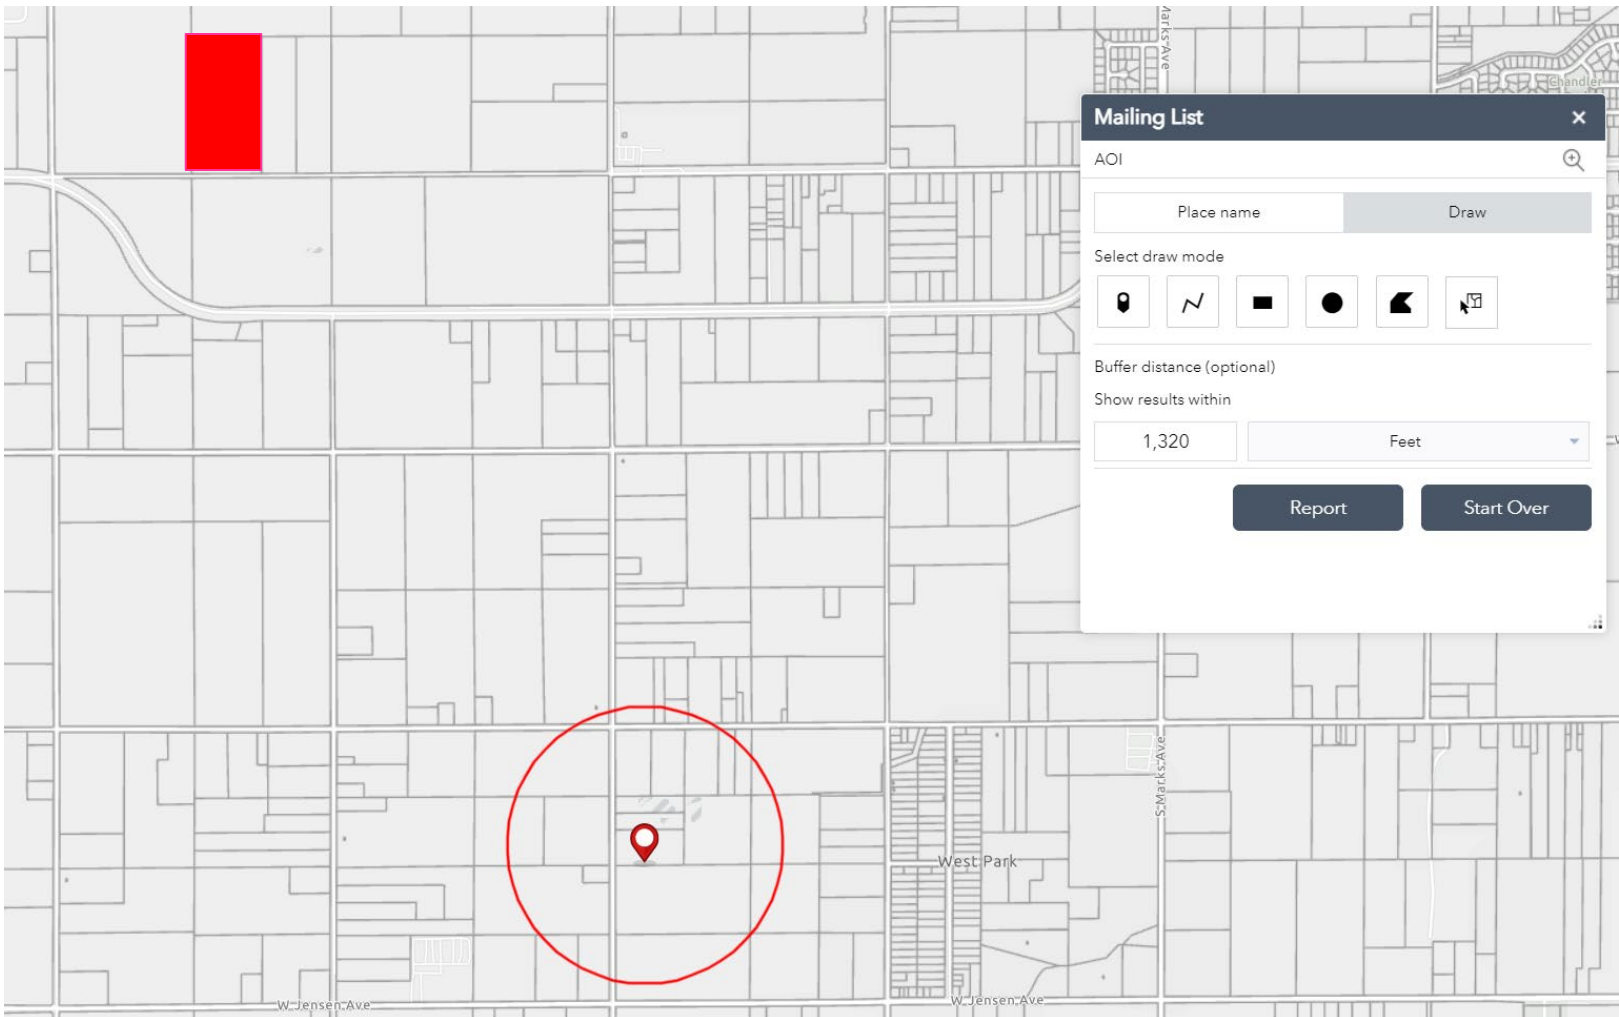 Marks Ave
Chandler
Mailing List
AOI
Place name
Draw
Select draw mode
Buffer distance (optional)
Show results within
1,320
Feet
Report
Start Over
S Marks Ave
West Park
W Jensen Ave
W Jensen Ave